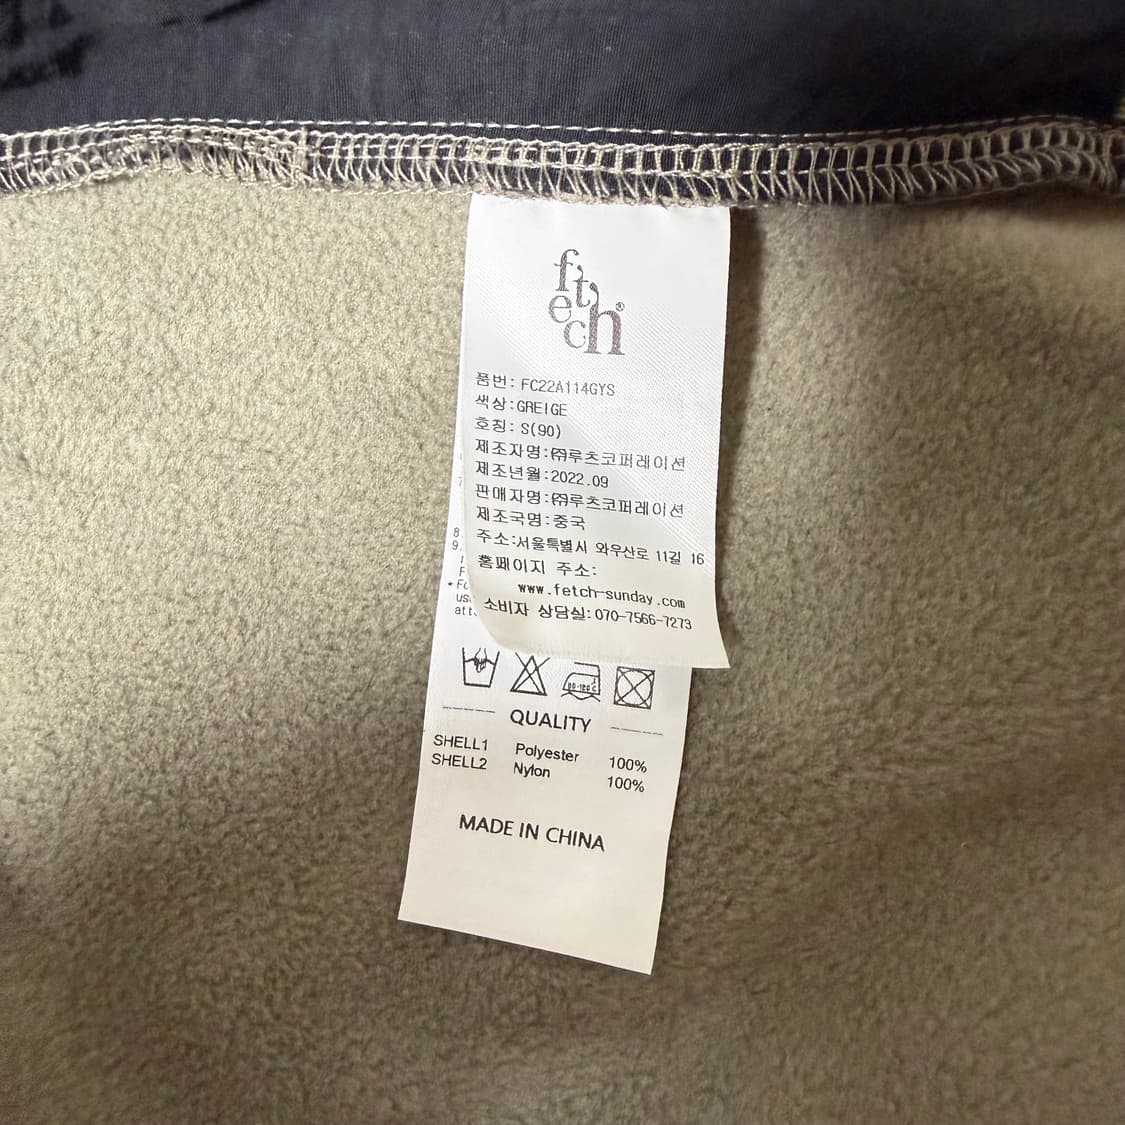 f't'
ech®
품번: FC22A114GYS
색상:GREIGE
호칭: S(90)
제조자명:㈜루츠코퍼레이션
제조년월:2022.09
판매자명:㈜루츠코퍼레이션
제조국명:중국
주소:서울특별시 와우산로 11길 16
홈페이지 주소:
www.fetch-sunday.com
소비자 상담실:070-7566-7273
8.
9.
QUALITY
SHELL1 Polyester 100%
SHELL2 Nylon 100%
MADE IN CHINA